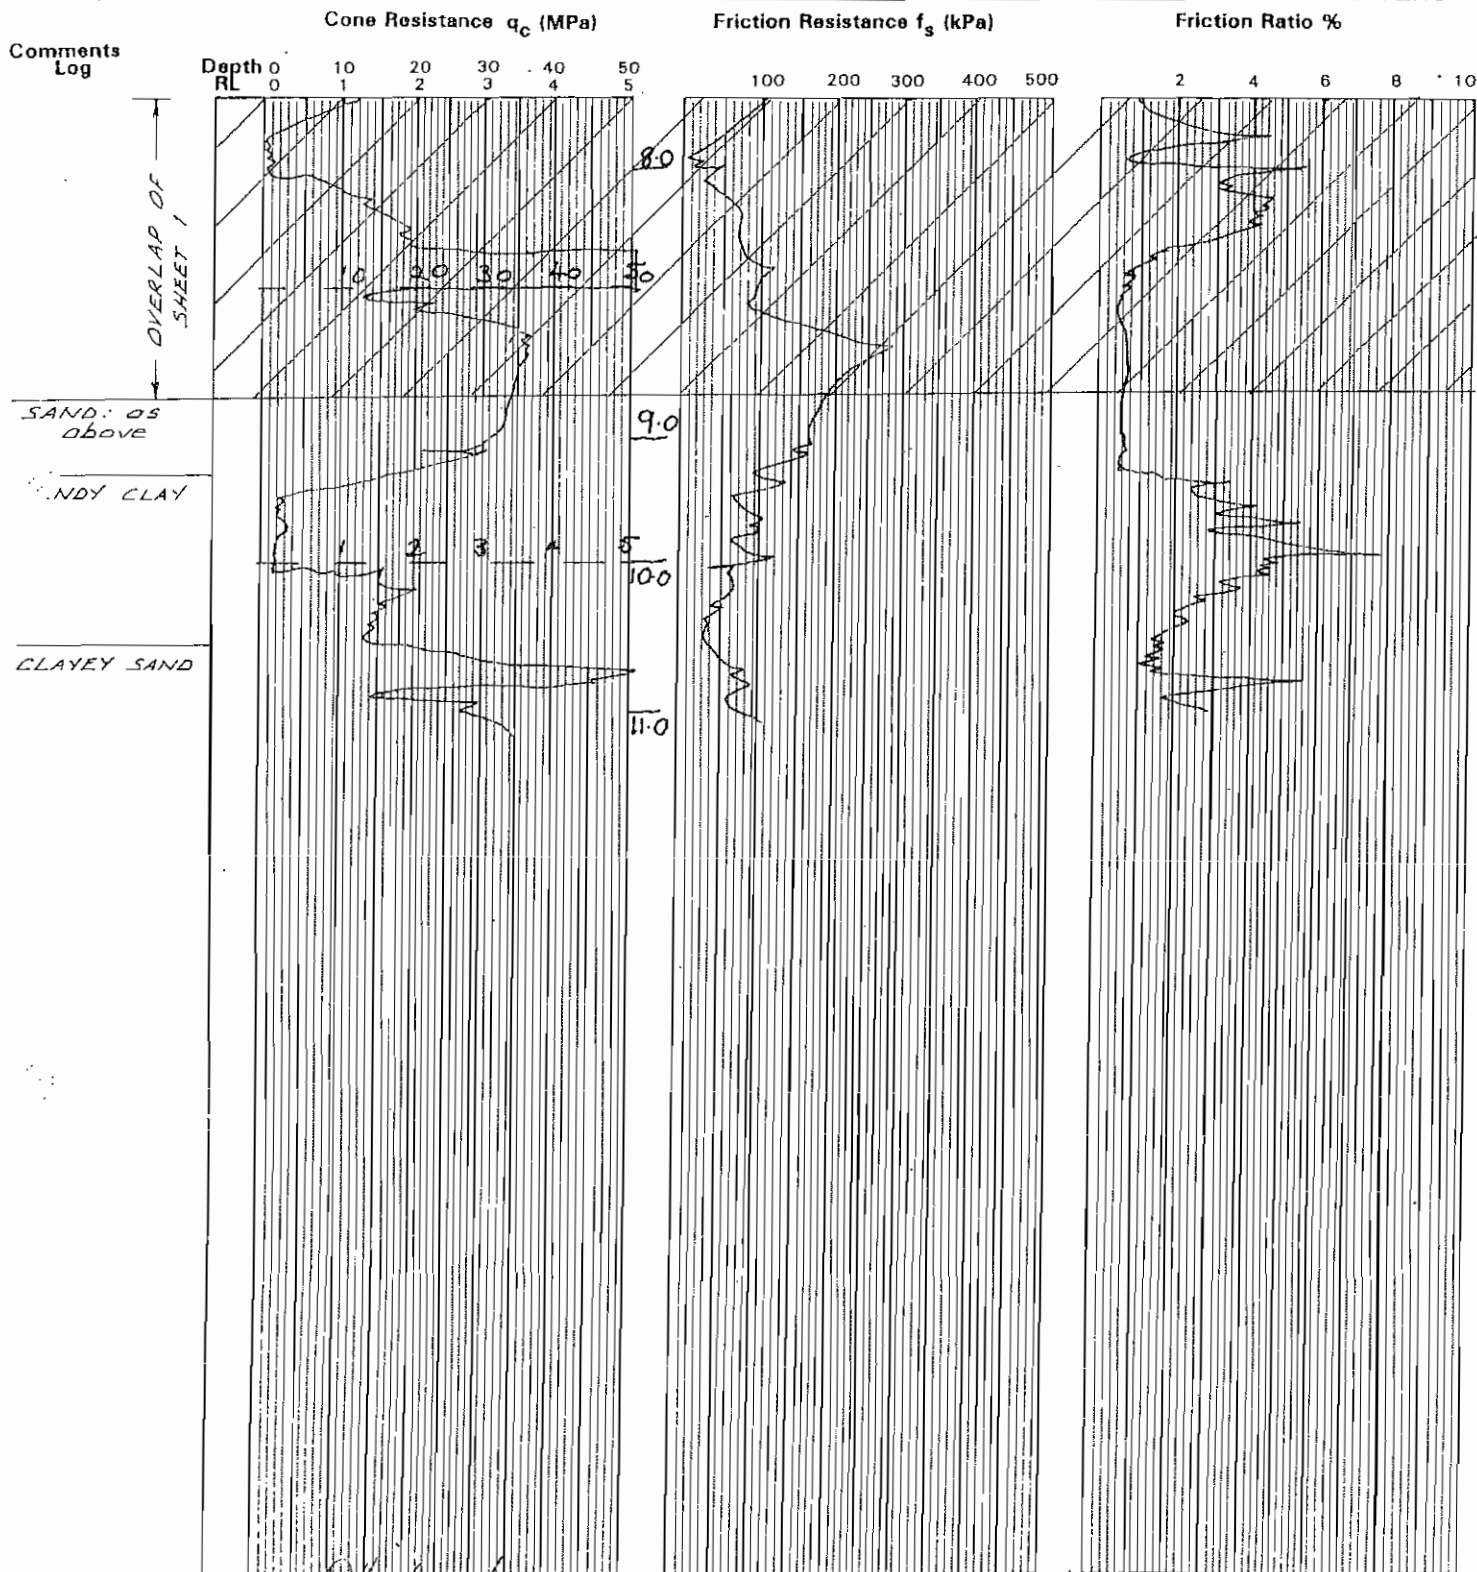 Cone Resistance qc (MPa)
Friction Resistance fs (kPa)
Friction Ratio %
Comments
Log
Depth 0 10 20 30 40 50
RL 0 1 2 3 4 5
100 200 300 400 500
2 4 6 8 10
OVERLAP OF
SHEET 1
8.0
10 20 30 40 50
SAND: as
above
9.0
NDY CLAY
1 2 3 4 5
10.0
CLAYEY SAND
11.0